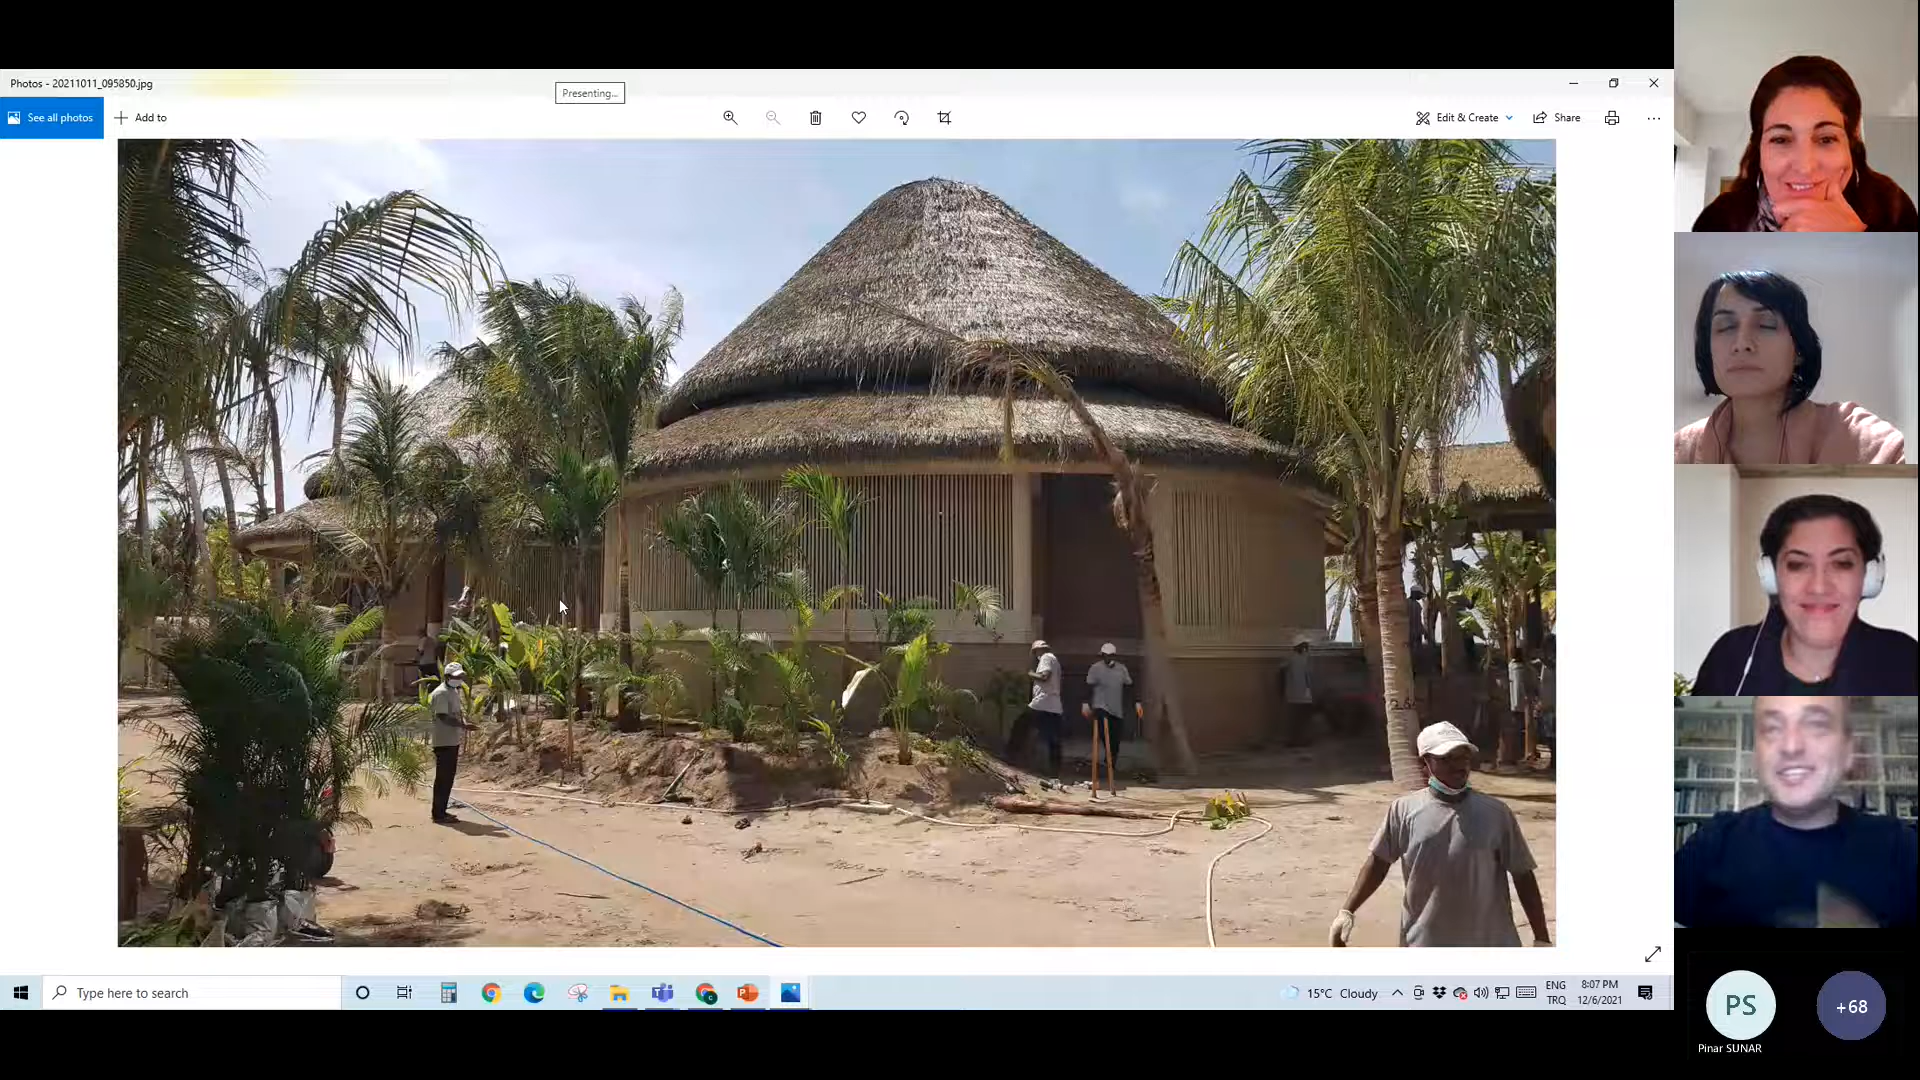 Photos - 20211011_095850.jpg
Presenting...
See all photos
Add to
Edit & Create
Share
Type here to search
15°C Cloudy
ENG
TRQ
8:07 PM
12/6/2021
PS
Pinar SUNAR
+68